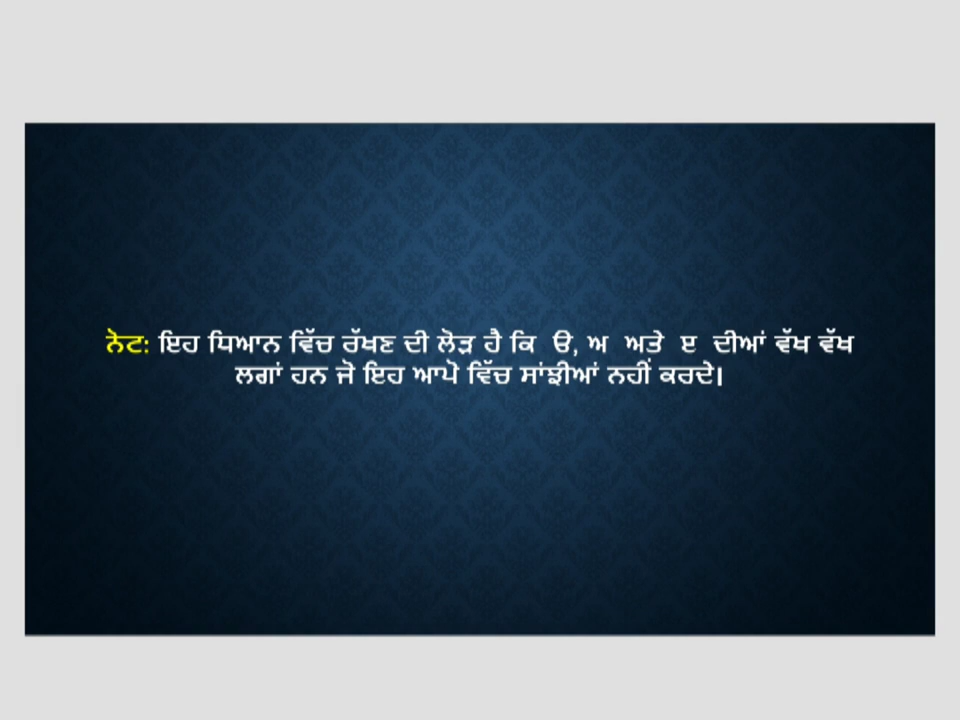 ਨੋਟ: ਇਹ ਧਿਆਨ ਵਿੱਚ ਰੱਖਣ ਦੀ ਲੋੜ ਹੈ ਕਿ ੳ, ਅ ਅਤੇ ੲ ਦੀਆਂ ਵੱਖ ਵੱਖ
ਲਗਾਂ ਹਨ ਜੋ ਇਹ ਆਪੋ ਵਿੱਚ ਸਾਂਝੀਆਂ ਨਹੀਂ ਕਰਦੇ।